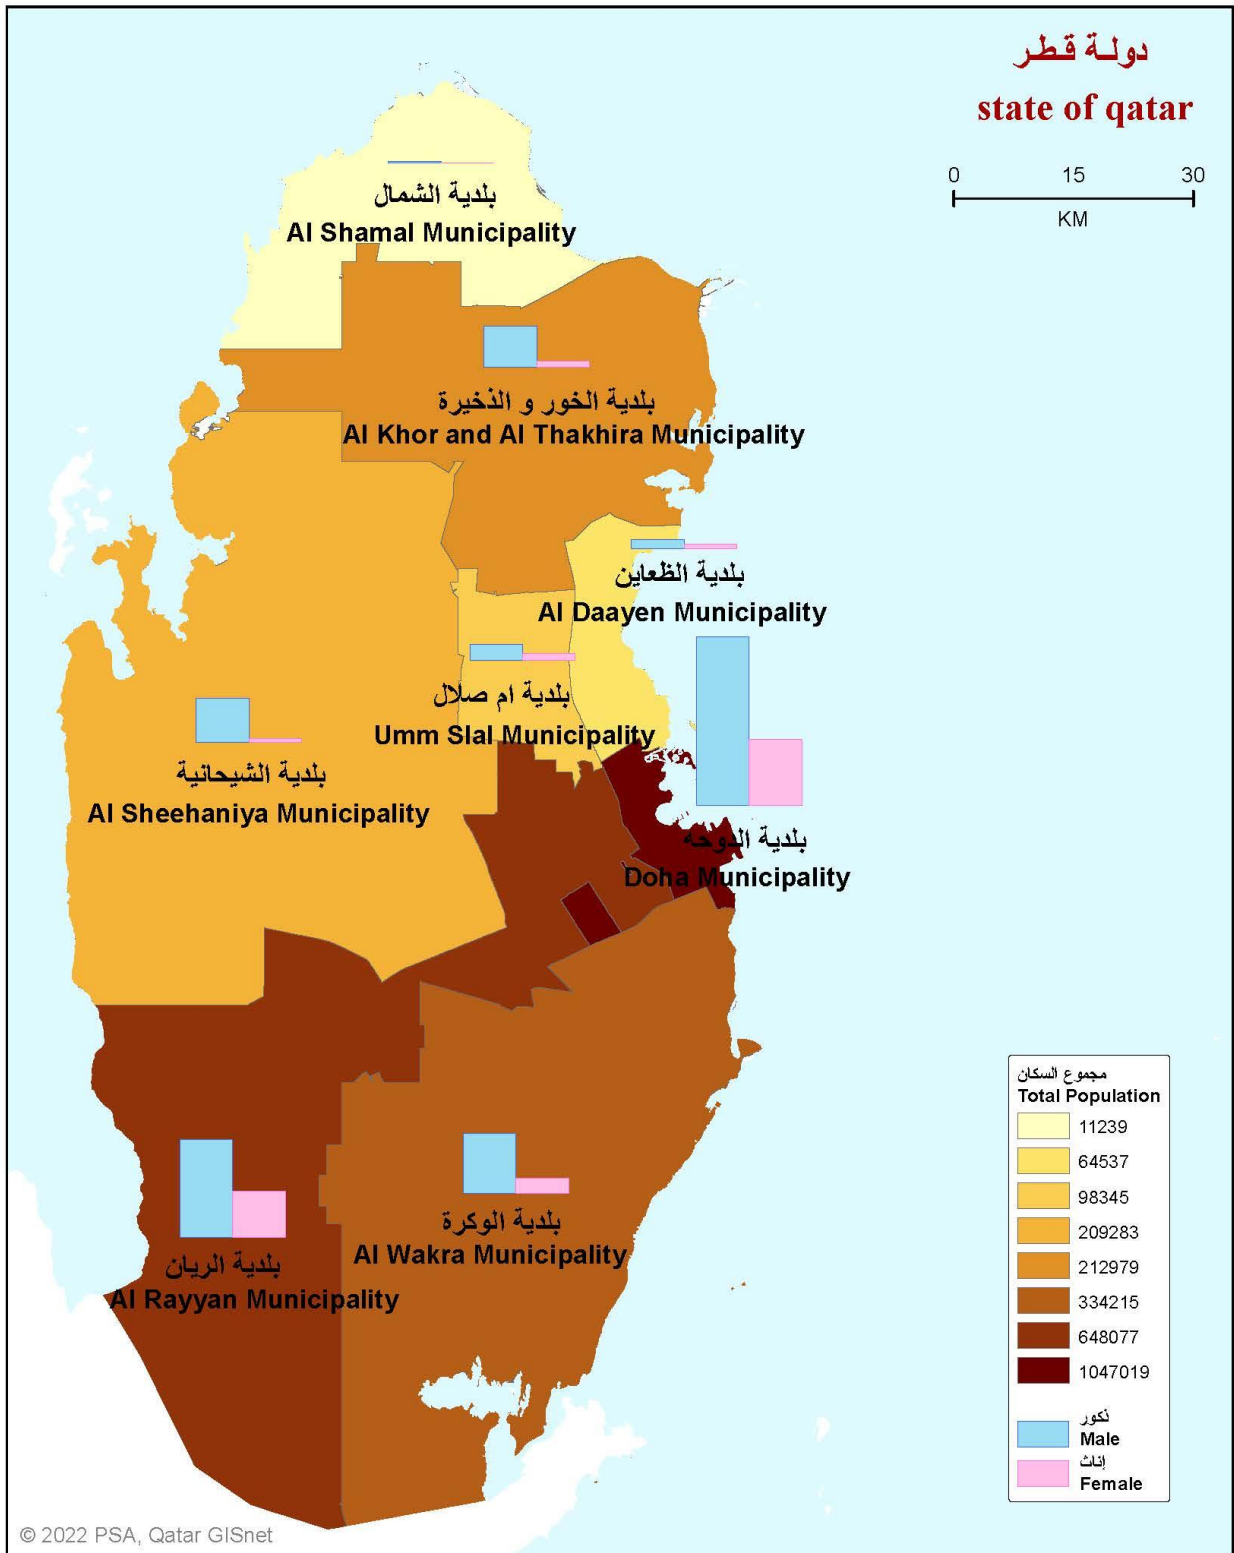 دولـة قـطـر
state of qatar
0 15 30
KM
بلدية الشمال
Al Shamal Municipality
بلدية الخور و الذخيرة
Al Khor and Al Thakhira Municipality
بلدية الظعاين
Al Daayen Municipality
بلدية ام صلال
Umm Slal Municipality
بلدية الشيحانية
Al Sheehaniya Municipality
بلدية الدوحة
Doha Municipality
بلدية الوكرة
Al Wakra Municipality
بلدية الريان
Al Rayyan Municipality
مجموع السكان
Total Population
11239
64537
98345
209283
212979
334215
648077
1047019
ذكور
Male
إناث
Female
© 2022 PSA, Qatar GISnet